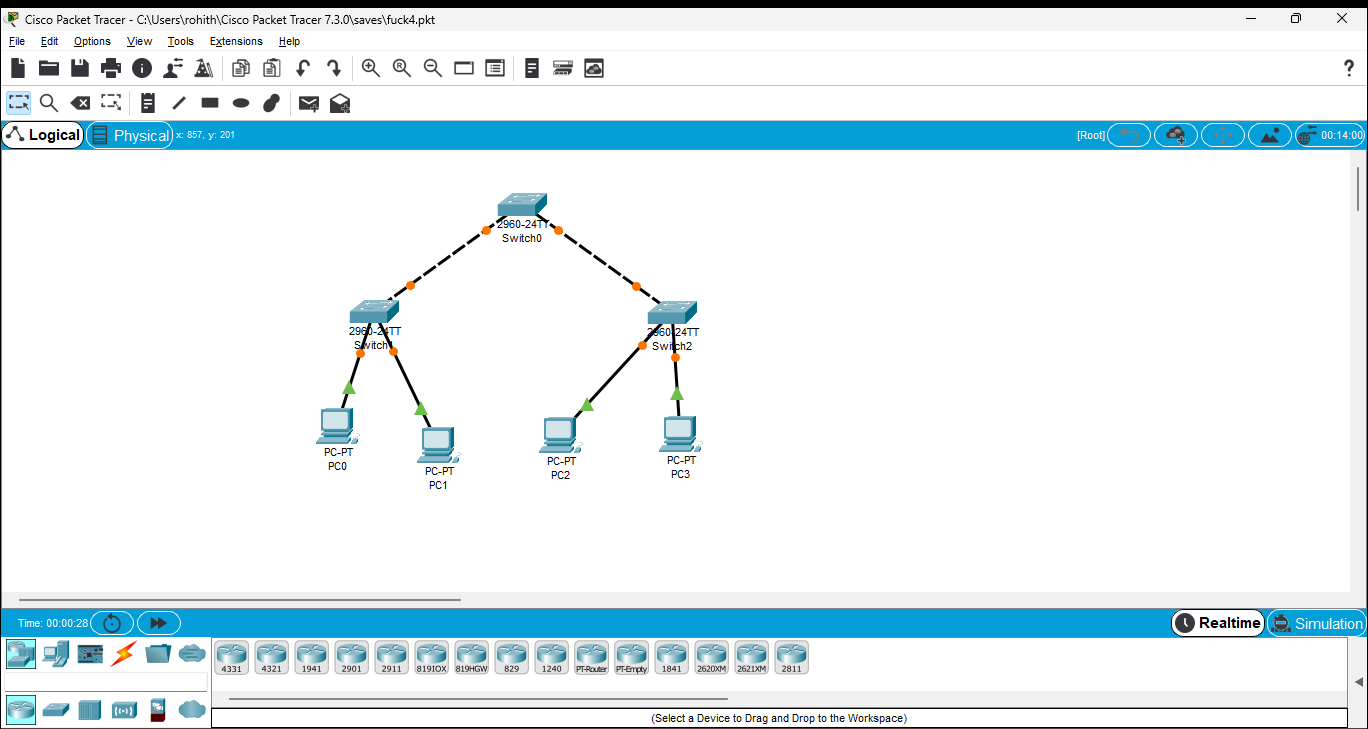 Cisco Packet Tracer - C:\Users\rohith\Cisco Packet Tracer 7.3.0\saves\fuck4.pkt
File Edit Options View Tools Extensions Help
?
Logical Physical x: 857, y: 201 [Root] 00:14:00
2960-24TT
Switch0
2960-24TT
Switch1
2960-24TT
Switch2
PC-PT
PC0
PC-PT
PC1
PC-PT
PC2
PC-PT
PC3
Time: 00:00:28 Realtime Simulation
4331 4321 1941 2901 2911 819IOX 819HGW 829 1240 PT-Router PT-Empty 1841 2620XM 2621XM 2811
(Select a Device to Drag and Drop to the Workspace)